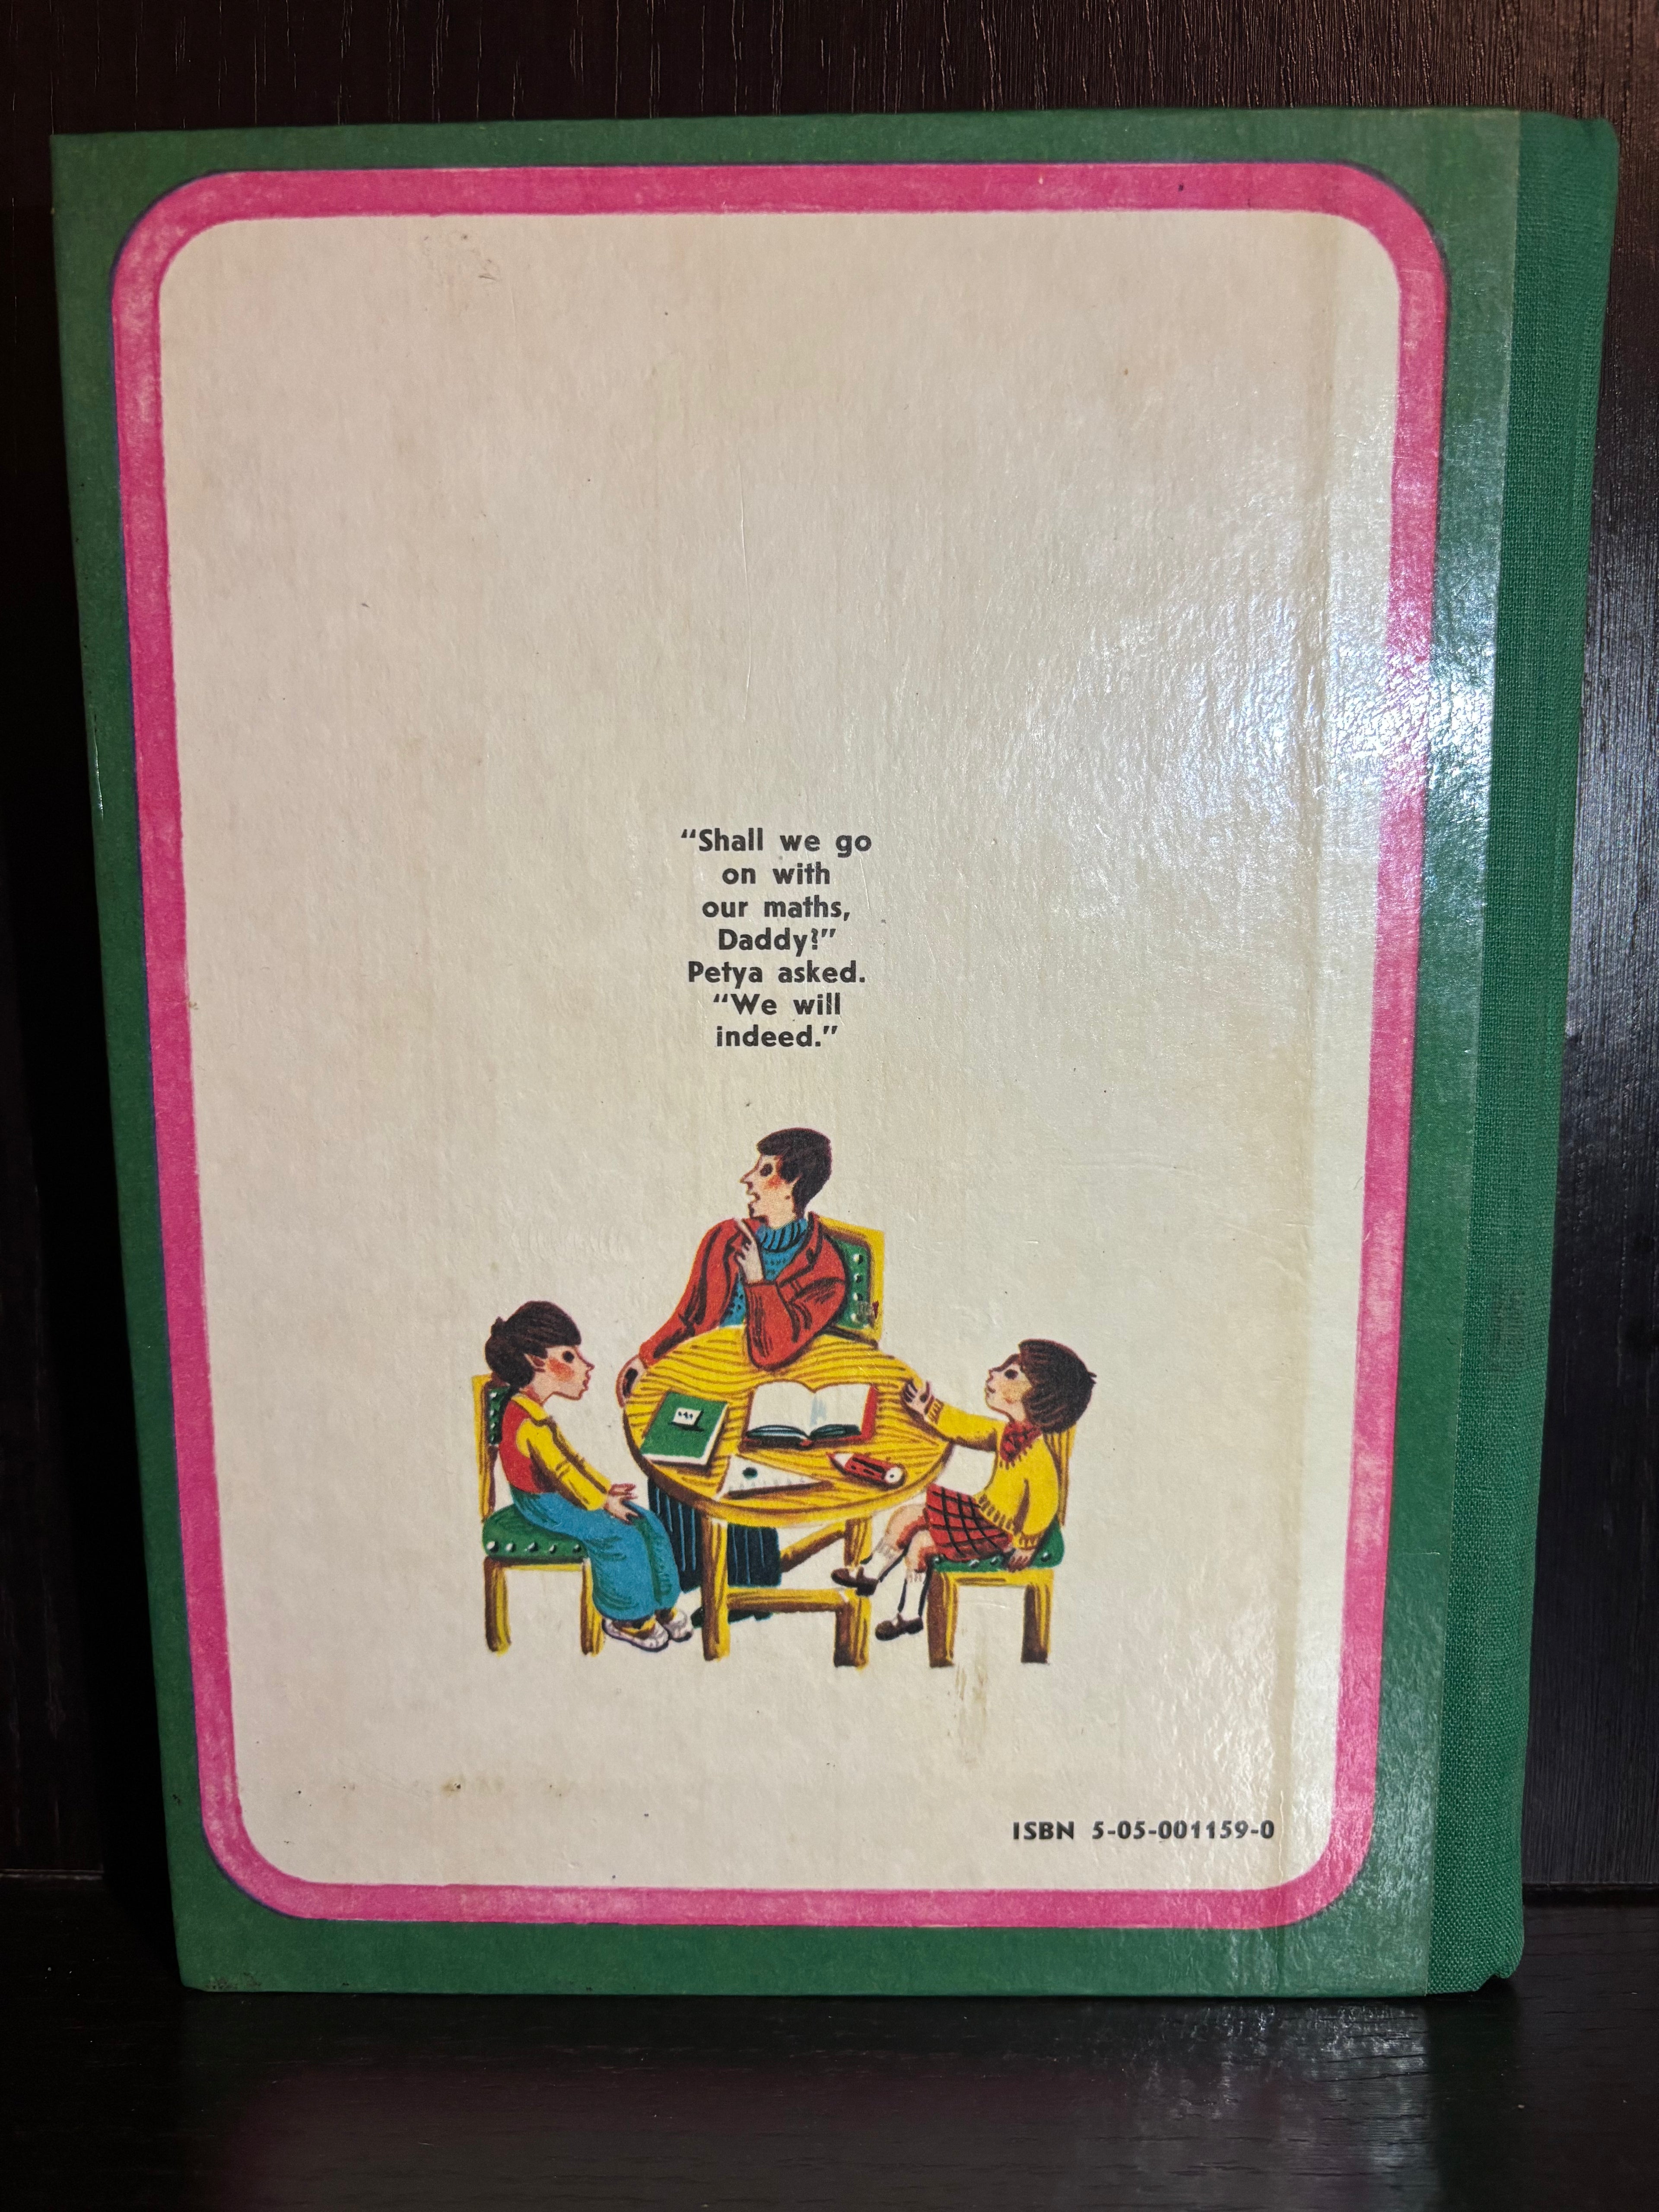 “Shall we go
on with
our maths,
Daddy?”
Petya asked.
“We will
indeed.”
ISBN 5-05-001159-0